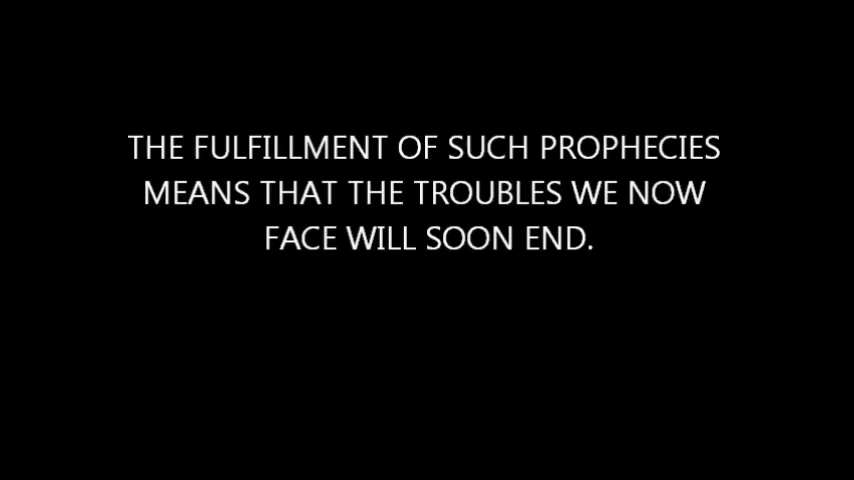 THE FULFILLMENT OF SUCH PROPHECIES
MEANS THAT THE TROUBLES WE NOW
FACE WILL SOON END.